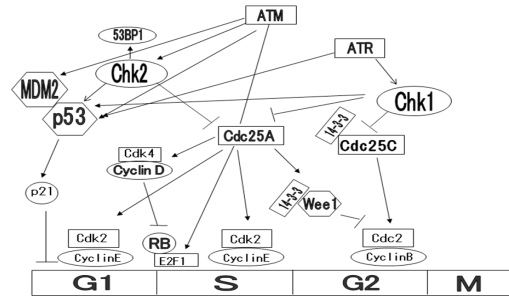 ATM
53BP1
ATR
Chk2
MDM2
Chk1
p53
14-3-3
Cdc25A
Cdc25C
Cdk4
Cyclin D
p21
14-3-3
Wee1
Cdk2
CyclinE
RB
E2F1
Cdk2
CyclinE
Cdc2
CyclinB
G1
S
G2
M